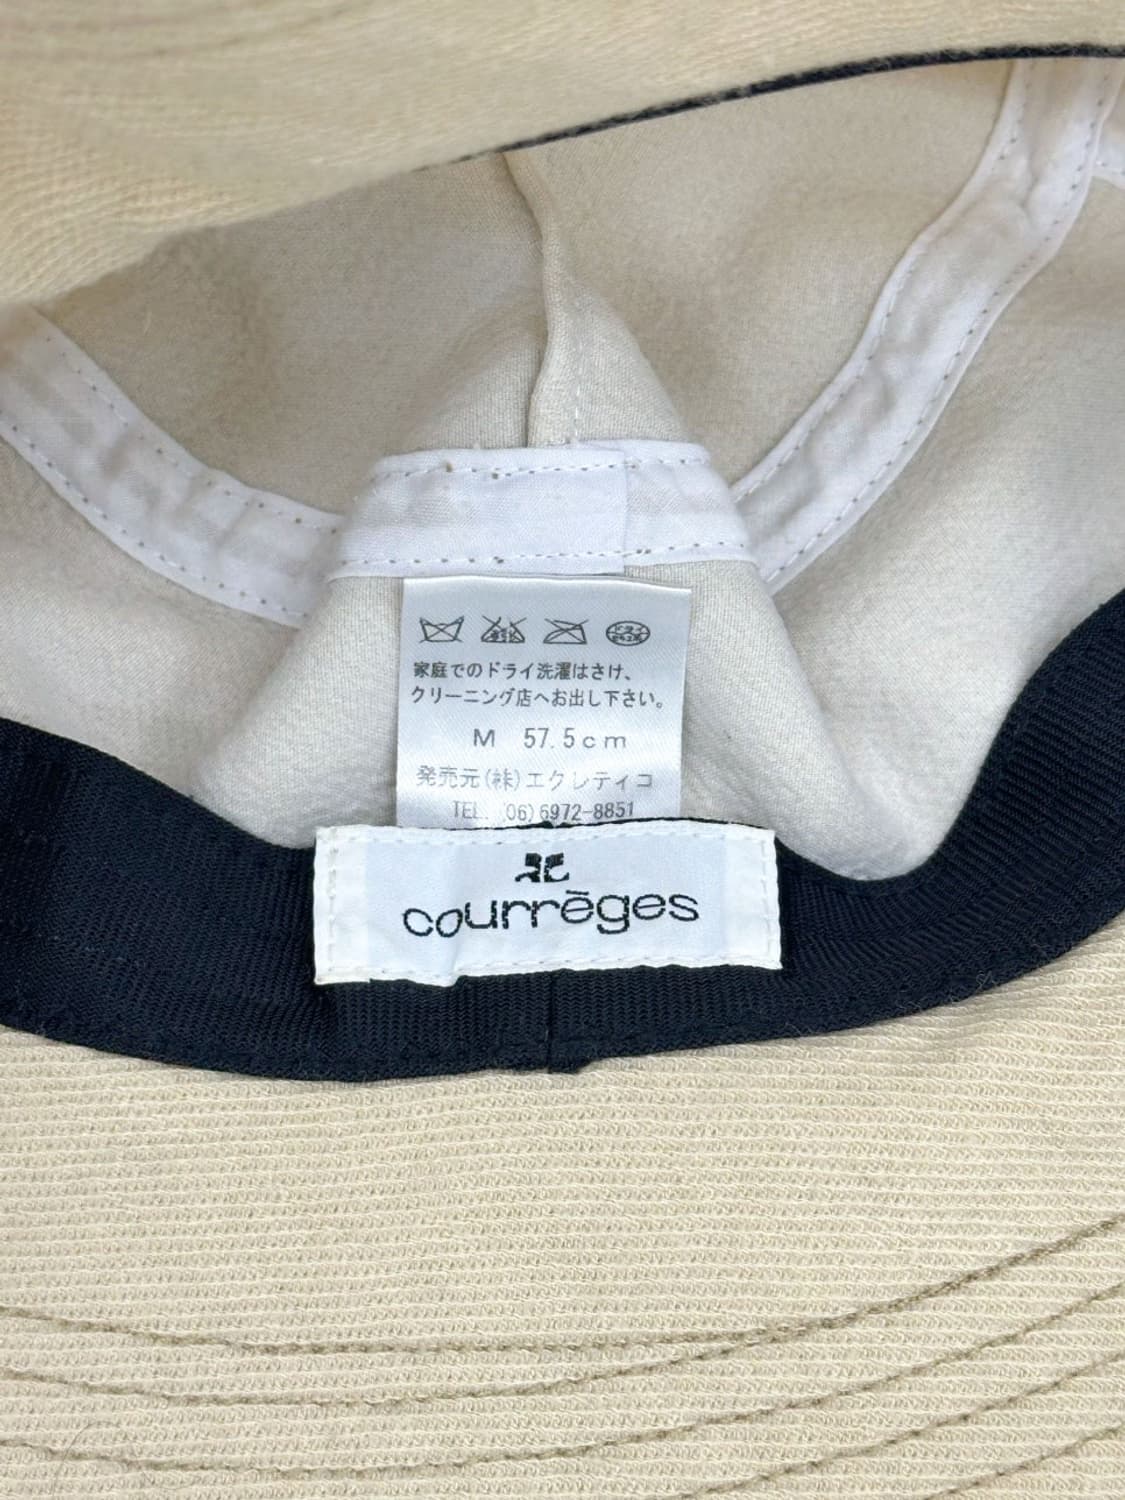 家庭でのドライ洗濯はさけ、
クリーニング店へお出し下さい。
M 57.5cm
発売元(株)エクレティコ
TEL. (06)6972-8851
courrēges